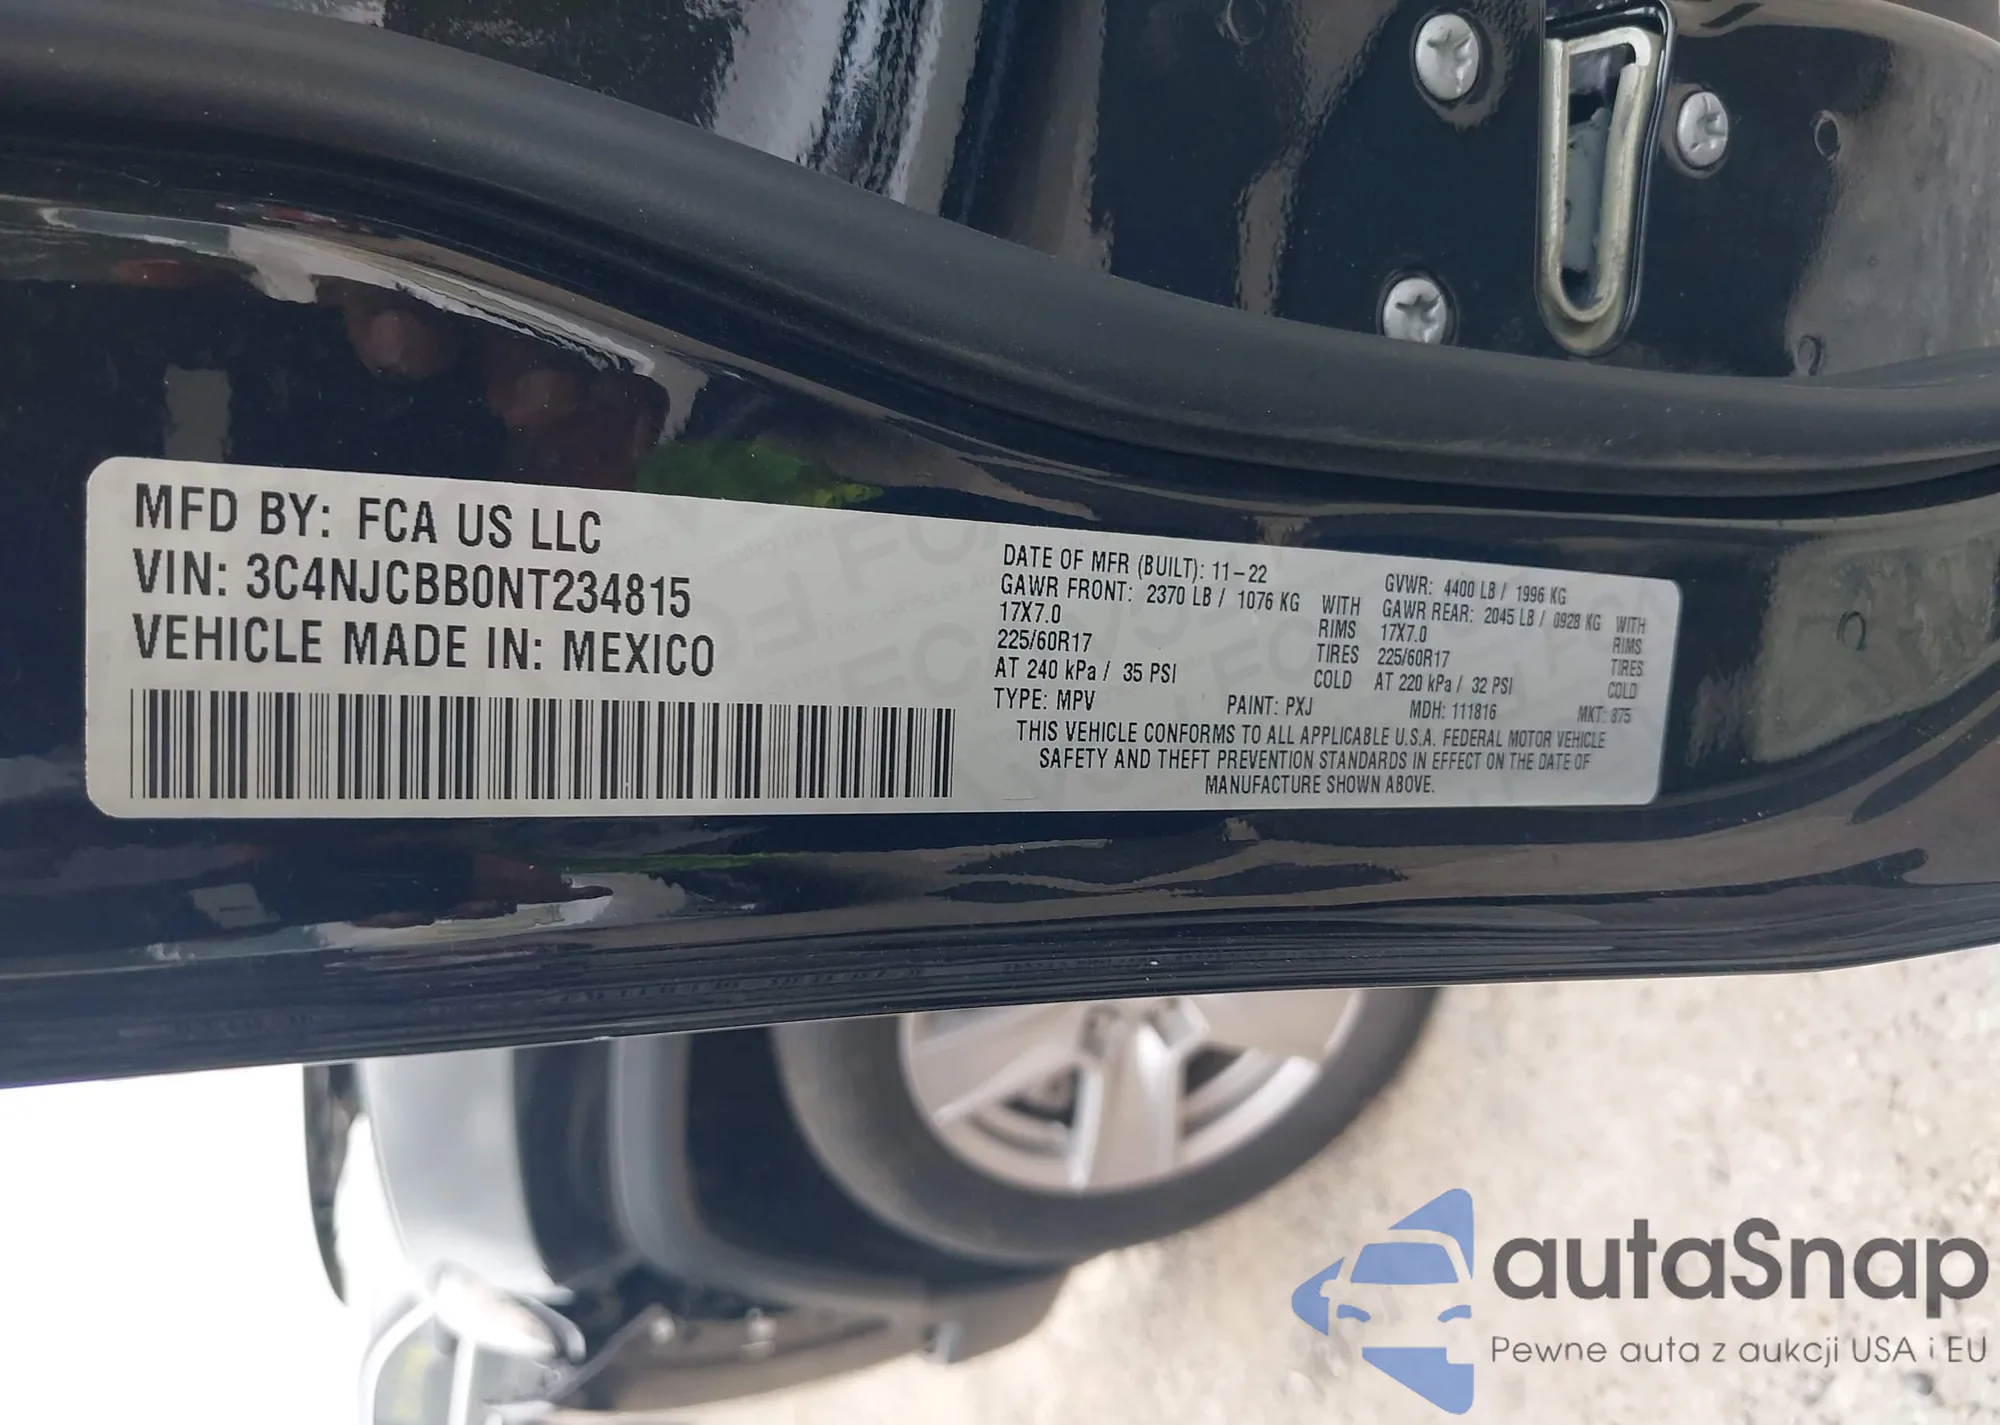 MFD BY: FCA US LLC
VIN: 3C4NJCBB0NT234815
VEHICLE MADE IN: MEXICO
DATE OF MFR (BUILT): 11-22 GVWR: 4400 LB / 1996 KG
GAWR FRONT: 2370 LB / 1076 KG WITH GAWR REAR: 2045 LB / 0928 KG WITH
17X7.0 RIMS 17X7.0 RIMS
225/60R17 TIRES 225/60R17 TIRES
AT 240 kPa / 35 PSI COLD AT 220 kPa / 32 PSI COLD
TYPE: MPV PAINT: PXJ MDH: 111816 MKT: 875
THIS VEHICLE CONFORMS TO ALL APPLICABLE U.S.A. FEDERAL MOTOR VEHICLE
SAFETY AND THEFT PREVENTION STANDARDS IN EFFECT ON THE DATE OF
MANUFACTURE SHOWN ABOVE.
autaSnap
Pewne auta z aukcji USA i EU